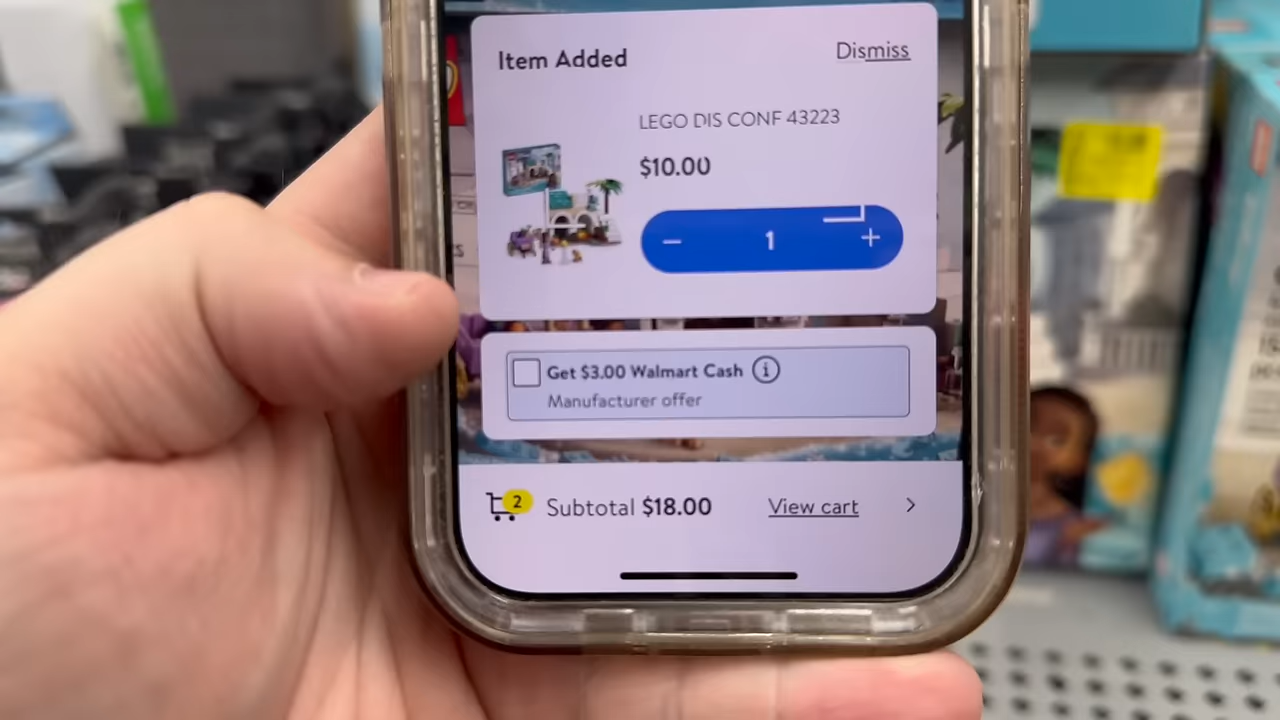 Item Added
Dismiss
LEGO DIS CONF 43223
$10.00
− 1 +
Get $3.00 Walmart Cash i
Manufacturer offer
2 Subtotal $18.00 View cart >